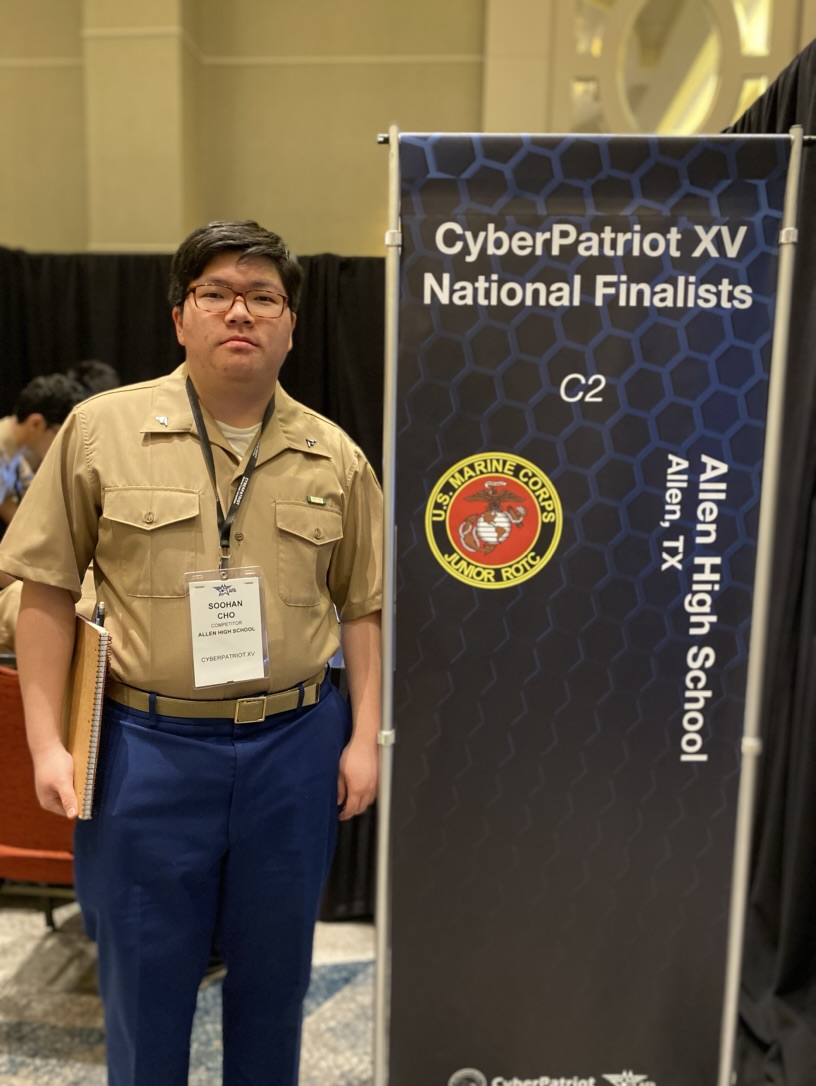 CyberPatriot XV
National Finalists
C2
U.S. MARINE CORPS
JUNIOR ROTC
Allen High School
Allen, TX
SOOHAN
CHO
COMPETITOR
ALLEN HIGH SCHOOL
CYBERPATRIOT XV
CyberPatriot